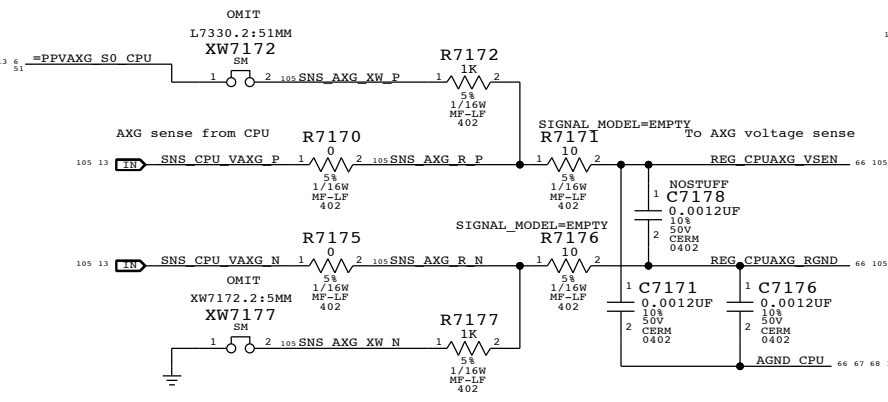 OMIT
L7330.2:51MM
XW7172
SM
13 6
51
=PPVAXG_S0_CPU
1
2
105
SNS_AXG_XW_P
R7172
1K
1
2
5%
1/16W
MF-LF
402
AXG sense from CPU
SIGNAL_MODEL=EMPTY
To AXG voltage sense
105 13
IN
SNS_CPU_VAXG_P
R7170
0
1
2
5%
1/16W
MF-LF
402
105
SNS_AXG_R_P
R7171
10
1
2
5%
1/16W
MF-LF
402
REG_CPUAXG_VSEN
66 105
NOSTUFF
C7178
0.0012UF
10%
50V
CERM
0402
1
2
SIGNAL_MODEL=EMPTY
105 13
IN
SNS_CPU_VAXG_N
R7175
0
1
2
5%
1/16W
MF-LF
402
105
SNS_AXG_R_N
R7176
10
1
2
5%
1/16W
MF-LF
402
REG_CPUAXG_RGND
66 105
OMIT
XW7172.2:5MM
XW7177
SM
1
2
105
SNS_AXG_XW_N
R7177
1K
1
2
5%
1/16W
MF-LF
402
C7171
0.0012UF
10%
50V
CERM
0402
1
2
C7176
0.0012UF
10%
50V
CERM
0402
1
2
AGND_CPU
66 67 68